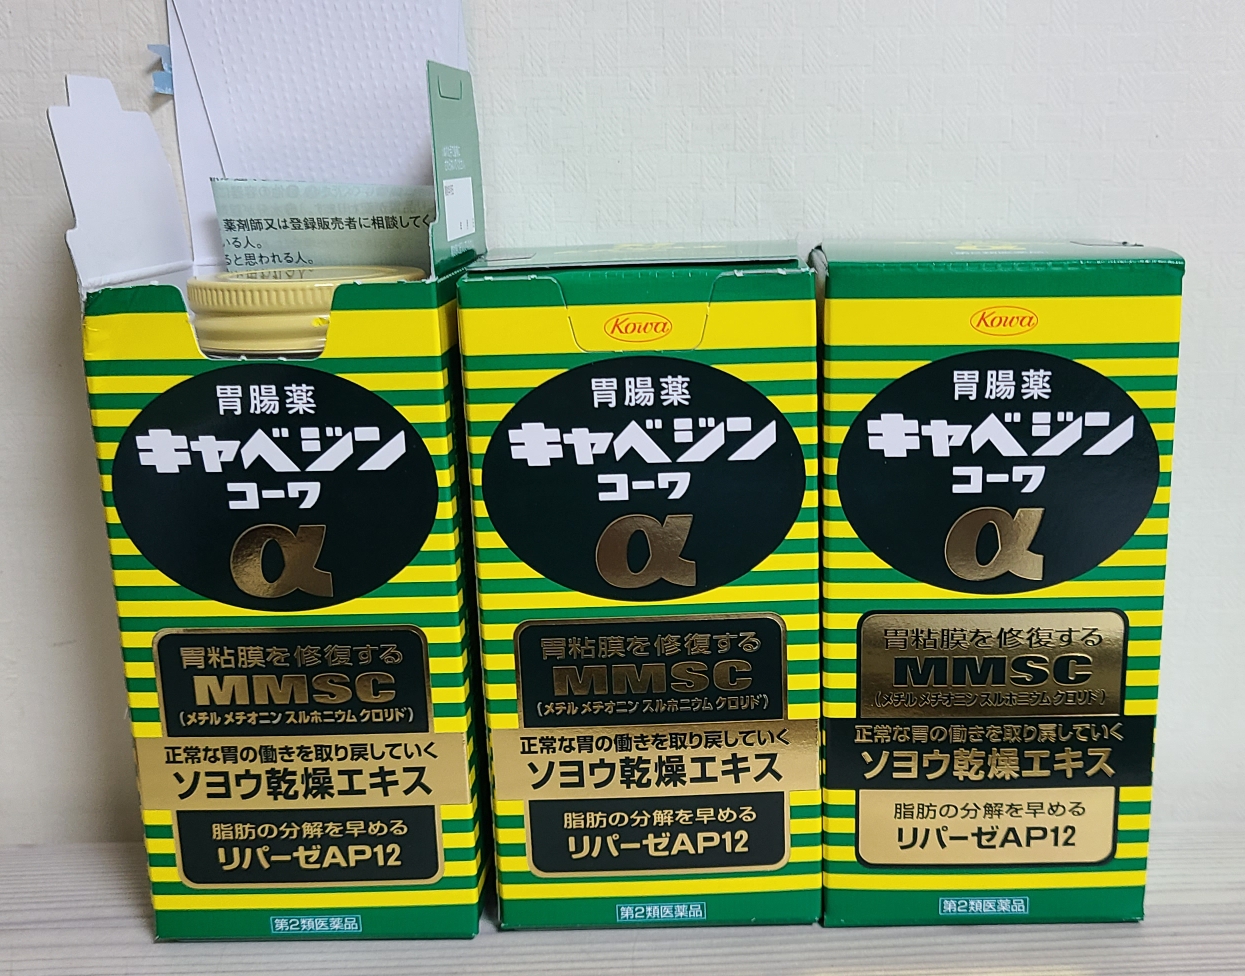 薬剤師又は登録販売者に相談してく
いる人。
ると思われる人。
胃腸薬
キャベジン
コーワ
α
胃粘膜を修復する
MMSC
(メチル メチオニン スルホニウム クロリド)
正常な胃の働きを取り戻していく
ソヨウ乾燥エキス
脂肪の分解を早める
リパーゼAP12
第2類医薬品
Kowa
胃腸薬
キャベジン
コーワ
α
胃粘膜を修復する
MMSC
(メチル メチオニン スルホニウム クロリド)
正常な胃の働きを取り戻していく
ソヨウ乾燥エキス
脂肪の分解を早める
リパーゼAP12
第2類医薬品
Kowa
胃腸薬
キャベジン
コーワ
α
胃粘膜を修復する
MMSC
(メチル メチオニン スルホニウム クロリド)
正常な胃の働きを取り戻していく
ソヨウ乾燥エキス
脂肪の分解を早める
リパーゼAP12
第2類医薬品